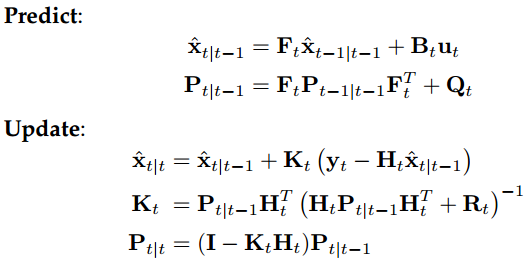 Predict:
x̂_{t|t−1} = F_t x̂_{t−1|t−1} + B_t u_t
P_{t|t−1} = F_t P_{t−1|t−1} F_t^T + Q_t
Update:
x̂_{t|t} = x̂_{t|t−1} + K_t (y_t − H_t x̂_{t|t−1})
K_t = P_{t|t−1} H_t^T (H_t P_{t|t−1} H_t^T + R_t)^{−1}
P_{t|t} = (I − K_t H_t) P_{t|t−1}